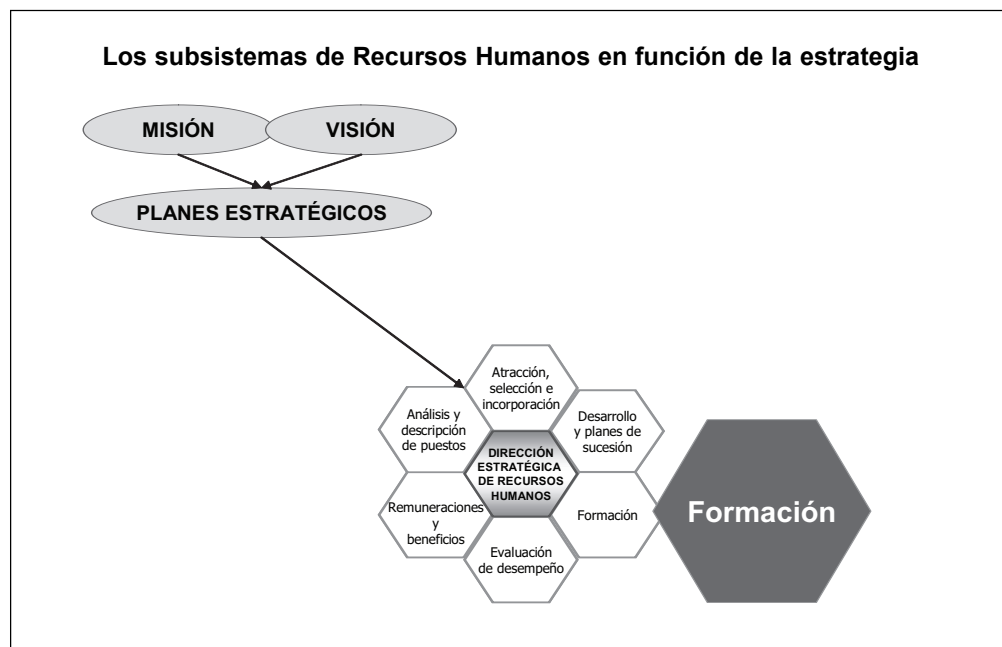 Los subsistemas de Recursos Humanos en función de la estrategia
MISIÓN
VISIÓN
PLANES ESTRATÉGICOS
Atracción,
selección e
incorporación
Análisis y
descripción
de puestos
Desarrollo
y planes de
sucesión
DIRECCIÓN
ESTRATÉGICA
DE RECURSOS
HUMANOS
Remuneraciones
y
beneficios
Formación
Evaluación
de desempeño
Formación